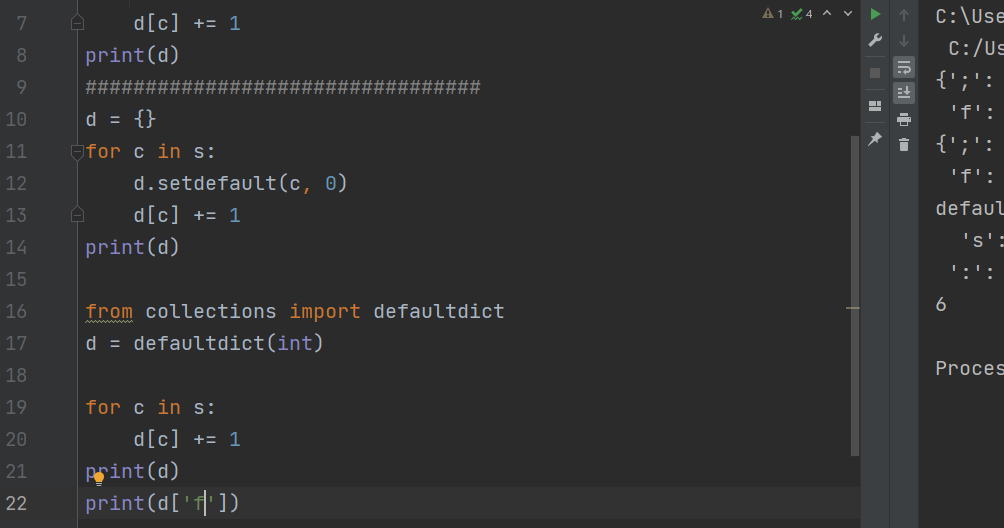 1 4
7 d[c] += 1
8 print(d)
9 #################################
10 d = {}
11 for c in s:
12 d.setdefault(c, 0)
13 d[c] += 1
14 print(d)
15
16 from collections import defaultdict
17 d = defaultdict(int)
18
19 for c in s:
20 d[c] += 1
21 print(d)
22 print(d['f'])
C:\Use
C:/Us
{';':
'f':
{';':
'f':
defaul
's':
':':
6
Proces